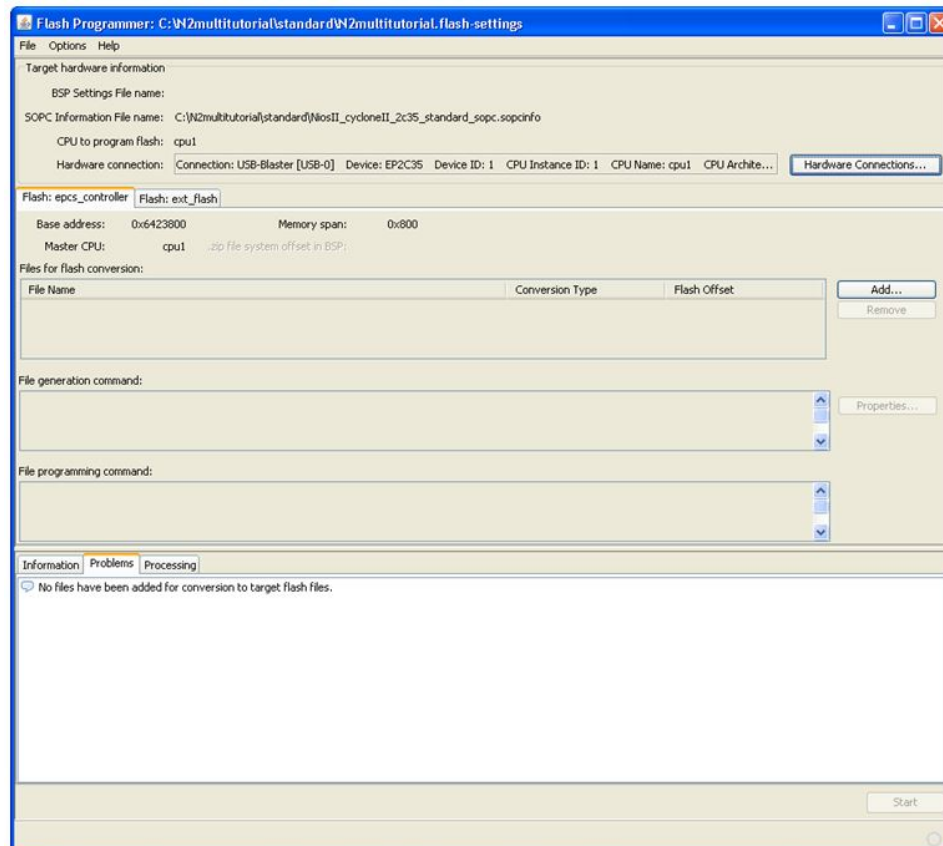 Flash Programmer: C:\N2multitutorial\standard\N2multitutorial.flash-settings
File Options Help
Target hardware information
BSP Settings File name:
SOPC Information File name: C:\N2multitutorial\standard\NiosII_cycloneII_2c35_standard_sopc.sopcinfo
CPU to program flash: cpu1
Hardware connection: Connection: USB-Blaster [USB-0] Device: EP2C35 Device ID: 1 CPU Instance ID: 1 CPU Name: cpu1 CPU Archite... Hardware Connections...
Flash: epcs_controller Flash: ext_flash
Base address: 0x6423800 Memory span: 0x800
Master CPU: cpu1 .zip file system offset in BSP:
Files for flash conversion:
File Name Conversion Type Flash Offset Add...
Remove
File generation command:
Properties...
File programming command:
Information Problems Processing
No files have been added for conversion to target flash files.
Start